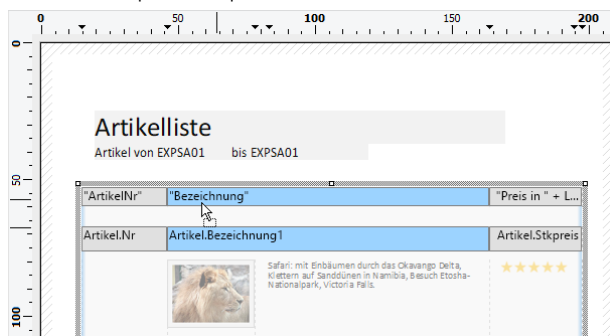 0 50 100 150 200
0
Artikelliste
Artikel von EXPSA01 bis EXPSA01
50
"ArtikelNr" "Bezeichnung" "Preis in " + L...
Artikel.Nr Artikel.Bezeichnung1 Artikel.Stkpreis
Safari: mit Einbäumen durch das Okavango Delta,
Klettern auf Sanddünen in Namibia, Besuch Etosha-
Nationalpark, Victoria Falls.
100